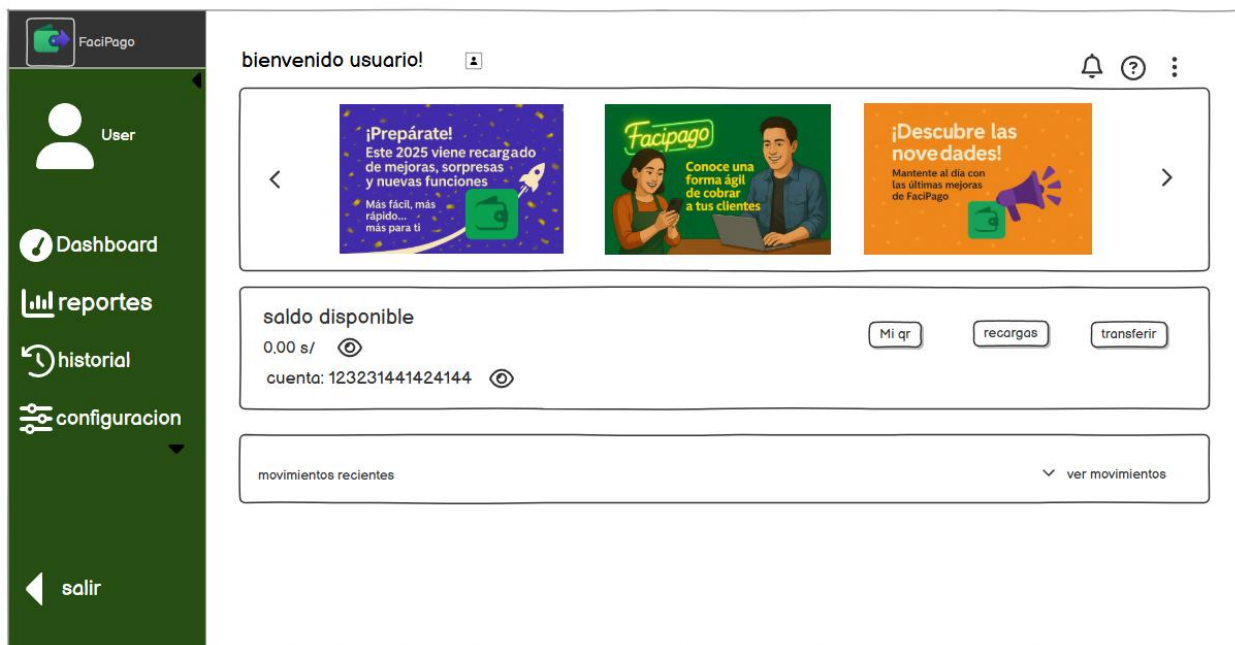 FaciPago
User
Dashboard
reportes
historial
configuracion
salir
bienvenido usuario!
¡Prepárate!
Este 2025 viene recargado
de mejoras, sorpresas
y nuevas funciones
Más fácil, más
rápido...
más para ti
Facipago
Conoce una
forma ágil
de cobrar
a tus clientes
¡Descubre las
novedades!
Mantente al día con
las últimas mejoras
de FaciPago
saldo disponible
0.00 s/
cuenta: 123231441424144
Mi qr
recargas
transferir
movimientos recientes
ver movimientos